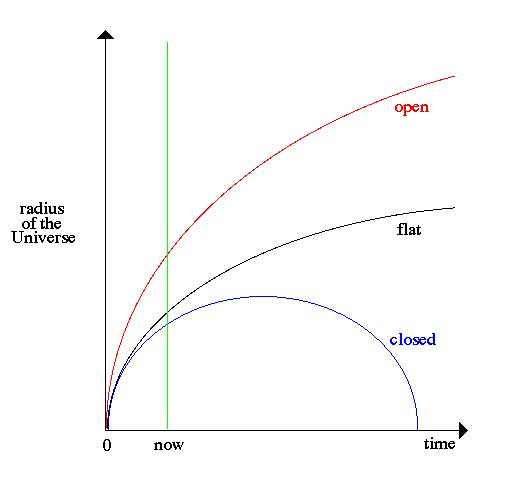 open
radius
of the
Universe
flat
closed
0
now
time